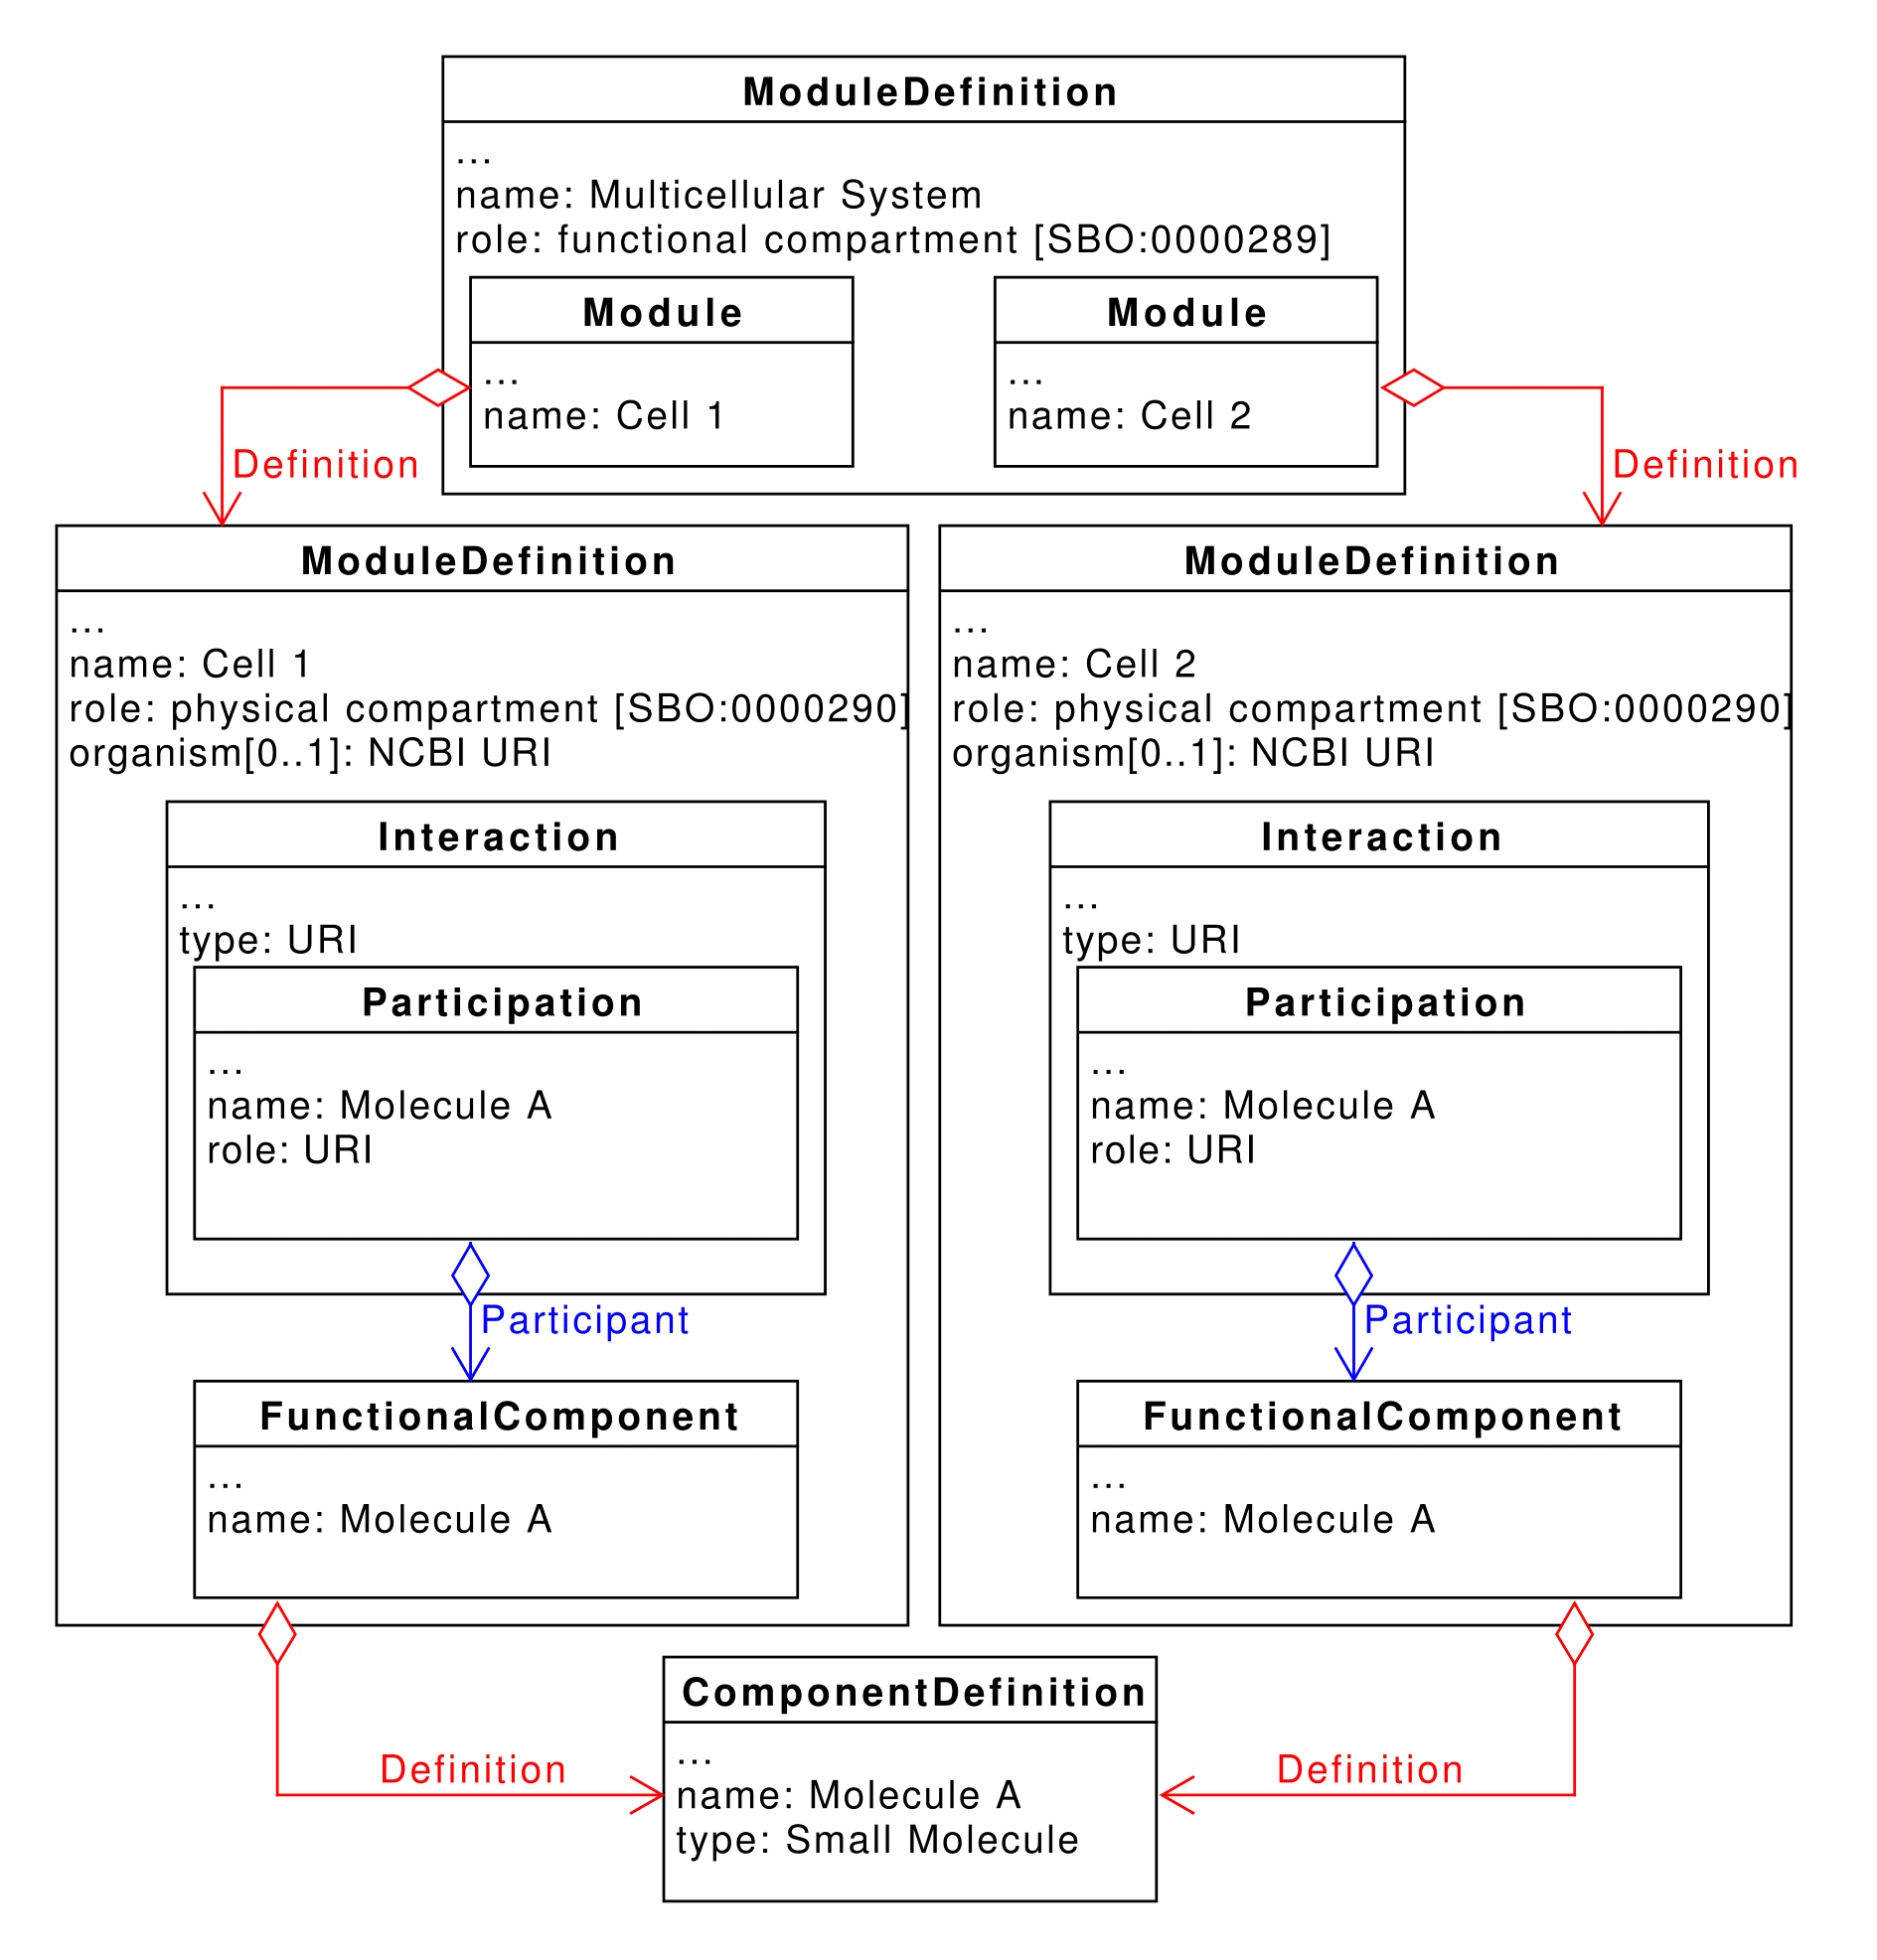 ModuleDefinition
...
name: Multicellular System
role: functional compartment [SBO:0000289]
Module
...
name: Cell 1
Module
...
name: Cell 2
Definition
Definition
ModuleDefinition
...
name: Cell 1
role: physical compartment [SBO:0000290]
organism[0..1]: NCBI URI
Interaction
...
type: URI
Participation
...
name: Molecule A
role: URI
Participant
FunctionalComponent
...
name: Molecule A
ModuleDefinition
...
name: Cell 2
role: physical compartment [SBO:0000290]
organism[0..1]: NCBI URI
Interaction
...
type: URI
Participation
...
name: Molecule A
role: URI
Participant
FunctionalComponent
...
name: Molecule A
Definition
ComponentDefinition
...
name: Molecule A
type: Small Molecule
Definition